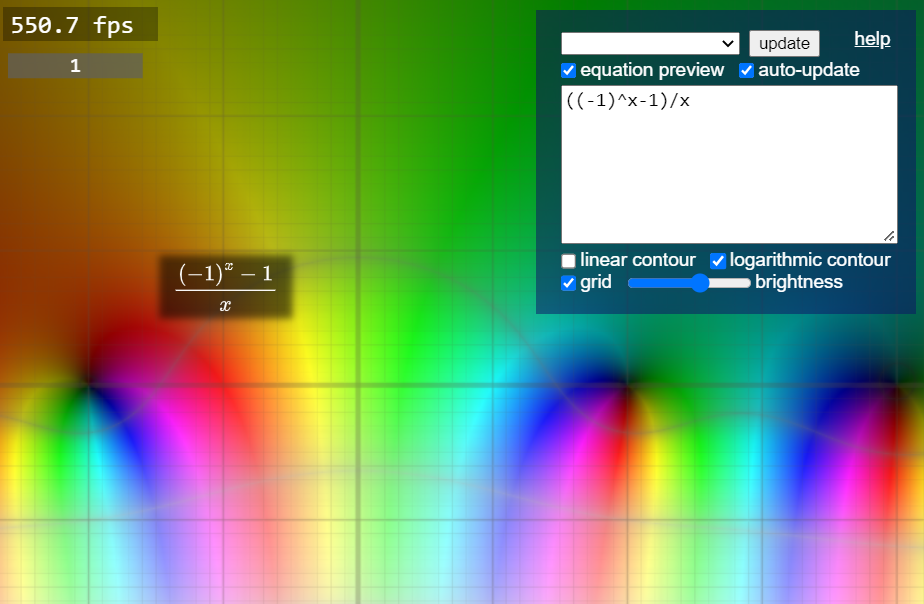 550.7 fps
1
update
help
equation preview
auto-update
((-1)^x-1)/x
(−1)^x − 1
x
linear contour
logarithmic contour
grid
brightness